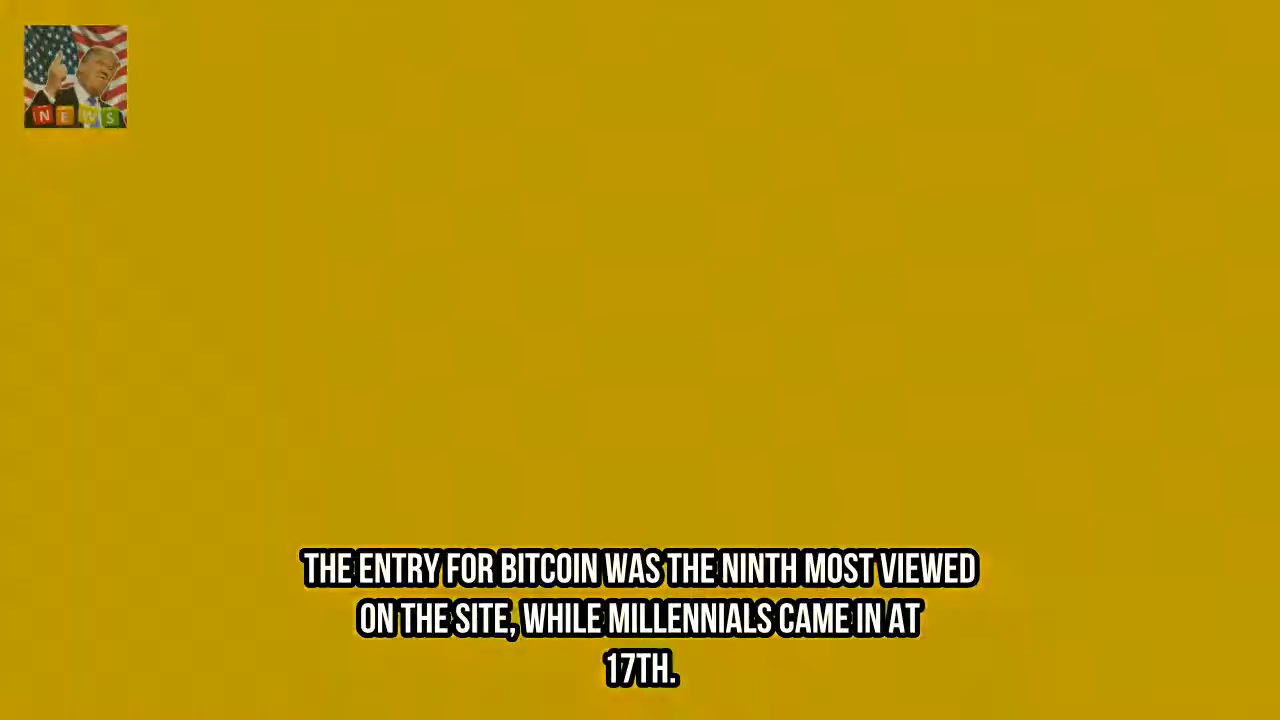 NEWS
THE ENTRY FOR BITCOIN WAS THE NINTH MOST VIEWED
ON THE SITE, WHILE MILLENNIALS CAME IN AT
17TH.